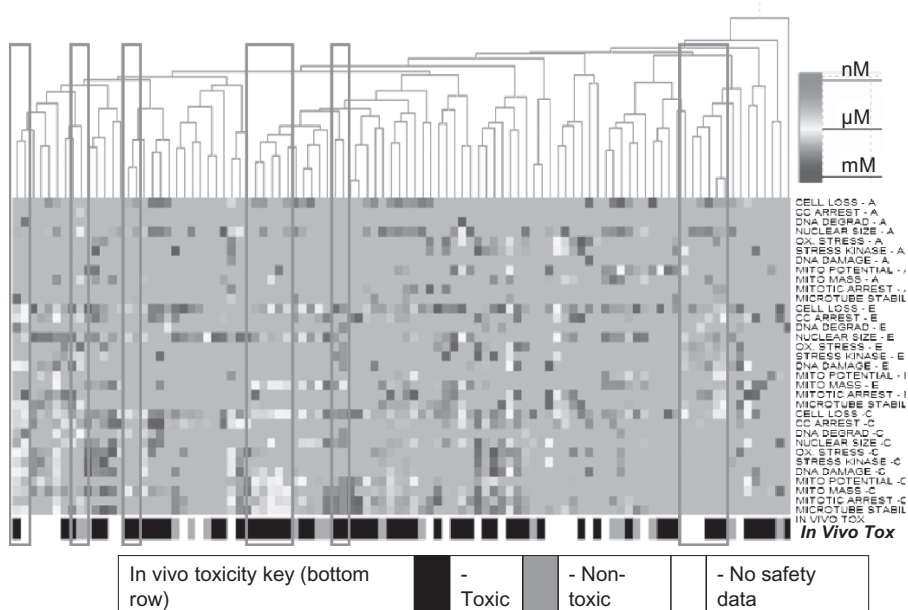 nM
µM
mM
CELL LOSS - A
CC ARREST - A
DNA DEGRAD - A
NUCLEAR SIZE - A
OX. STRESS - A
STRESS KINASE - A
DNA DAMAGE - A
MITO POTENTIAL - A
MITO MASS - A
MITOTIC ARREST - A
MICROTUBE STABIL
CELL LOSS - E
CC ARREST - E
DNA DEGRAD - E
NUCLEAR SIZE - E
OX. STRESS - E
STRESS KINASE - E
DNA DAMAGE - E
MITO POTENTIAL - E
MITO MASS - E
MITOTIC ARREST - E
MICROTUBE STABIL
CELL LOSS -C
CC ARREST -C
DNA DEGRAD -C
NUCLEAR SIZE -C
OX. STRESS -C
STRESS KINASE -C
DNA DAMAGE -C
MITO POTENTIAL -C
MITO MASS -C
MITOTIC ARREST -C
MICROTUBE STABIL
IN VIVO TOX
In Vivo Tox
In vivo toxicity key (bottom row)
- Toxic
- Non-toxic
- No safety data